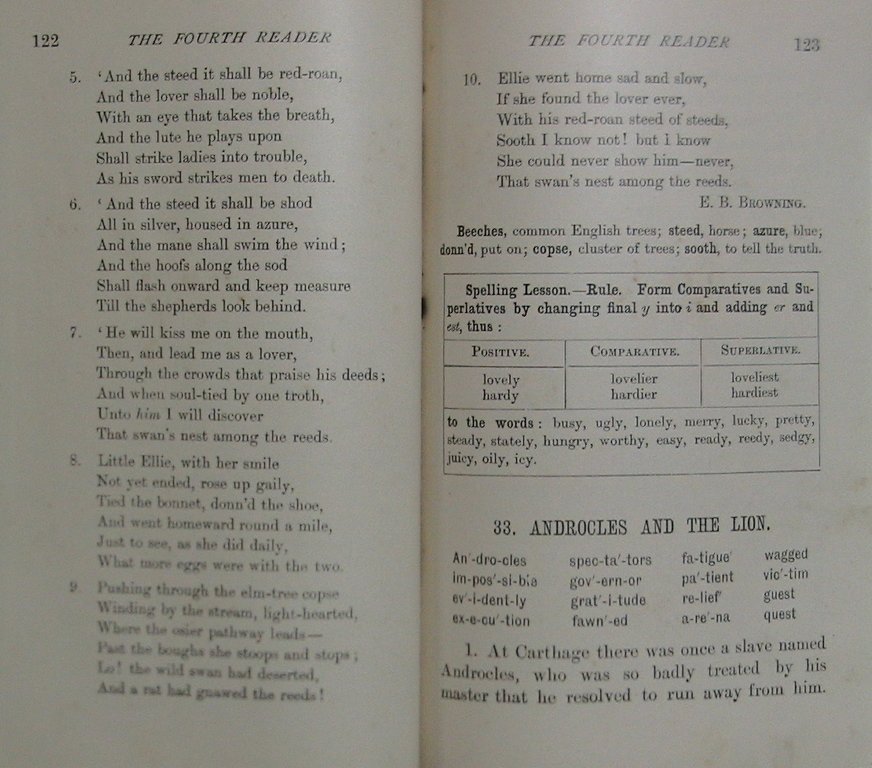 122 THE FOURTH READER
5. ‘And the steed it shall be red-roan,
And the lover shall be noble,
With an eye that takes the breath,
And the lute he plays upon
Shall strike ladies into trouble,
As his sword strikes men to death.
6. ‘ And the steed it shall be shod
All in silver, housed in azure,
And the mane shall swim the wind ;
And the hoofs along the sod
Shall flash onward and keep measure
Till the shepherds look behind.
7. ‘He will kiss me on the mouth,
Then, and lead me as a lover,
Through the crowds that praise his deeds ;
And when soul-tied by one troth,
Unto him I will discover
That swan's nest among the reeds.
8. Little Ellie, with her smile
Not yet ended, rose up gaily,
Tied the bonnet, donn'd the shoe,
And went homeward round a mile,
Just to see, as she did daily,
What more eggs were with the two.
9. Pushing through the elm-tree copse
Winding by the stream, light-hearted,
Where the osier pathway leads—
Past the boughs she stoops and stops ;
Lo! the wild swan had deserted,
And a rat had gnawed the reeds !
THE FOURTH READER 123
10. Ellie went home sad and slow,
If she found the lover ever,
With his red-roan steed of steeds,
Sooth I know not! but I know
She could never show him—never,
That swan's nest among the reeds.
E. B. BROWNING.
Beeches, common English trees; steed, horse; azure, blue;
donn'd, put on; copse, cluster of trees; sooth, to tell the truth.
Spelling Lesson.—Rule. Form Comparatives and Su-
perlatives by changing final y into i and adding er and
est, thus :
POSITIVE. COMPARATIVE. SUPERLATIVE.
lovely lovelier loveliest
hardy hardier hardiest
to the words : busy, ugly, lonely, merry, lucky, pretty,
steady, stately, hungry, worthy, easy, ready, reedy, sedgy,
juicy, oily, icy.
33. ANDROCLES AND THE LION.
An'-dro-cles spec-ta'-tors fa-tigue' wagged
im-pos'-si-ble gov'-ern-or pa'-tient vic'-tim
ev'-i-dent-ly grat'-i-tude re-lief' guest
ex-e-cu'-tion fawn'-ed a-re'-na quest
1. At Carthage there was once a slave named
Androcles, who was so badly treated by his
master that he resolved to run away from him.